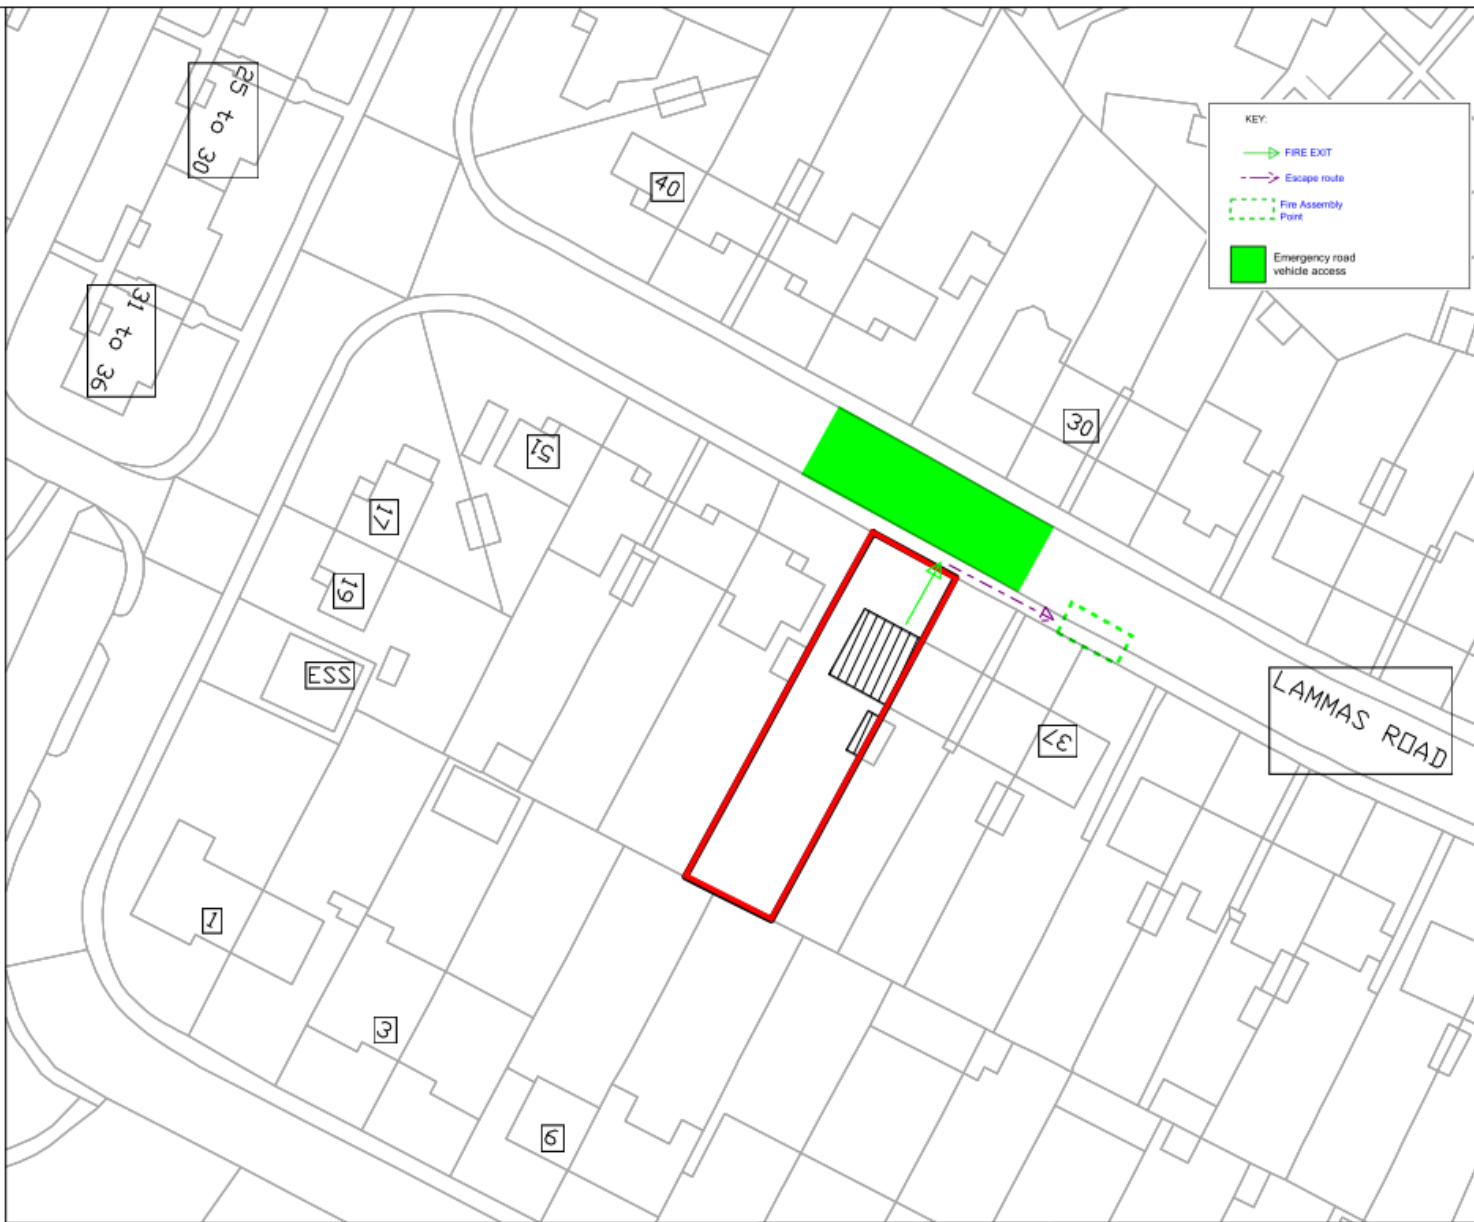 25 to 30
KEY:
FIRE EXIT
Escape route
Fire Assembly
Point
Emergency road
vehicle access
40
31 to 36
30
51
17
19
ESS
37
LAMMAS ROAD
1
3
6